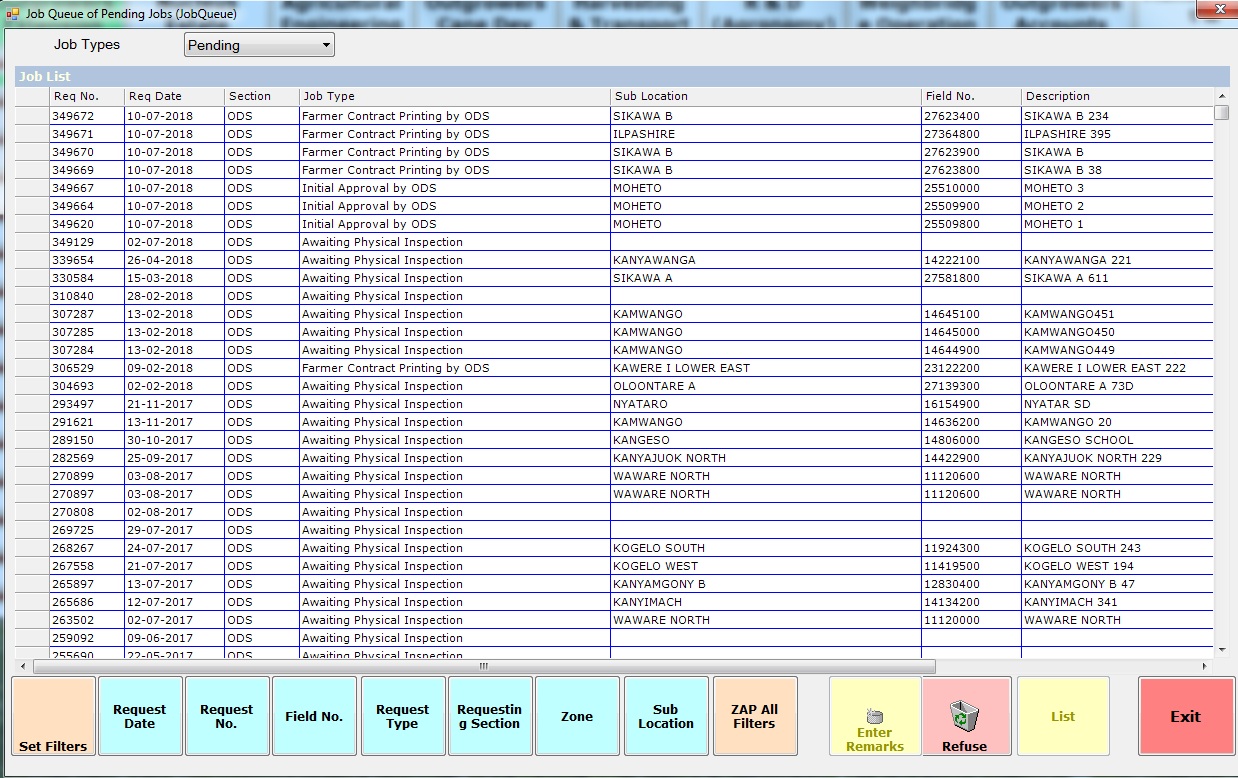 Job Queue of Pending Jobs (JobQueue)
Job Types Pending
Job List
Req No. Req Date Section Job Type Sub Location Field No. Description
349672 10-07-2018 ODS Farmer Contract Printing by ODS SIKAWA B 27623400 SIKAWA B 234
349671 10-07-2018 ODS Farmer Contract Printing by ODS ILPASHIRE 27364800 ILPASHIRE 395
349670 10-07-2018 ODS Farmer Contract Printing by ODS SIKAWA B 27623900 SIKAWA B
349669 10-07-2018 ODS Farmer Contract Printing by ODS SIKAWA B 27623800 SIKAWA B 38
349667 10-07-2018 ODS Initial Approval by ODS MOHETO 25510000 MOHETO 3
349664 10-07-2018 ODS Initial Approval by ODS MOHETO 25509900 MOHETO 2
349620 10-07-2018 ODS Initial Approval by ODS MOHETO 25509800 MOHETO 1
349129 02-07-2018 ODS Awaiting Physical Inspection
339654 26-04-2018 ODS Awaiting Physical Inspection KANYAWANGA 14222100 KANYAWANGA 221
330584 15-03-2018 ODS Awaiting Physical Inspection SIKAWA A 27581800 SIKAWA A 611
310840 28-02-2018 ODS Awaiting Physical Inspection
307287 13-02-2018 ODS Awaiting Physical Inspection KAMWANGO 14645100 KAMWANGO451
307285 13-02-2018 ODS Awaiting Physical Inspection KAMWANGO 14645000 KAMWANGO450
307284 13-02-2018 ODS Awaiting Physical Inspection KAMWANGO 14644900 KAMWANGO449
306529 09-02-2018 ODS Farmer Contract Printing by ODS KAWERE I LOWER EAST 23122200 KAWERE I LOWER EAST 222
304693 02-02-2018 ODS Awaiting Physical Inspection OLOONTARE A 27139300 OLOONTARE A 73D
293497 21-11-2017 ODS Awaiting Physical Inspection NYATARO 16154900 NYATAR SD
291621 13-11-2017 ODS Awaiting Physical Inspection KAMWANGO 14636200 KAMWANGO 20
289150 30-10-2017 ODS Awaiting Physical Inspection KANGESO 14806000 KANGESO SCHOOL
282569 25-09-2017 ODS Awaiting Physical Inspection KANYAJUOK NORTH 14422900 KANYAJUOK NORTH 229
270899 03-08-2017 ODS Awaiting Physical Inspection WAWARE NORTH 11120600 WAWARE NORTH
270897 03-08-2017 ODS Awaiting Physical Inspection WAWARE NORTH 11120600 WAWARE NORTH
270808 02-08-2017 ODS Awaiting Physical Inspection
269725 29-07-2017 ODS Awaiting Physical Inspection
268267 24-07-2017 ODS Awaiting Physical Inspection KOGELO SOUTH 11924300 KOGELO SOUTH 243
267558 21-07-2017 ODS Awaiting Physical Inspection KOGELO WEST 11419500 KOGELO WEST 194
265897 13-07-2017 ODS Awaiting Physical Inspection KANYAMGONY B 12830400 KANYAMGONY B 47
265686 12-07-2017 ODS Awaiting Physical Inspection KANYIMACH 14134200 KANYIMACH 341
263502 02-07-2017 ODS Awaiting Physical Inspection WAWARE NORTH 11120000 WAWARE NORTH
259092 09-06-2017 ODS Awaiting Physical Inspection
255690 22-05-2017 ODS Awaiting Physical Inspection
Set Filters
Request
Date
Request
No.
Field No.
Request
Type
Requestin
g Section
Zone
Sub
Location
ZAP All
Filters
Enter
Remarks
Refuse
List
Exit